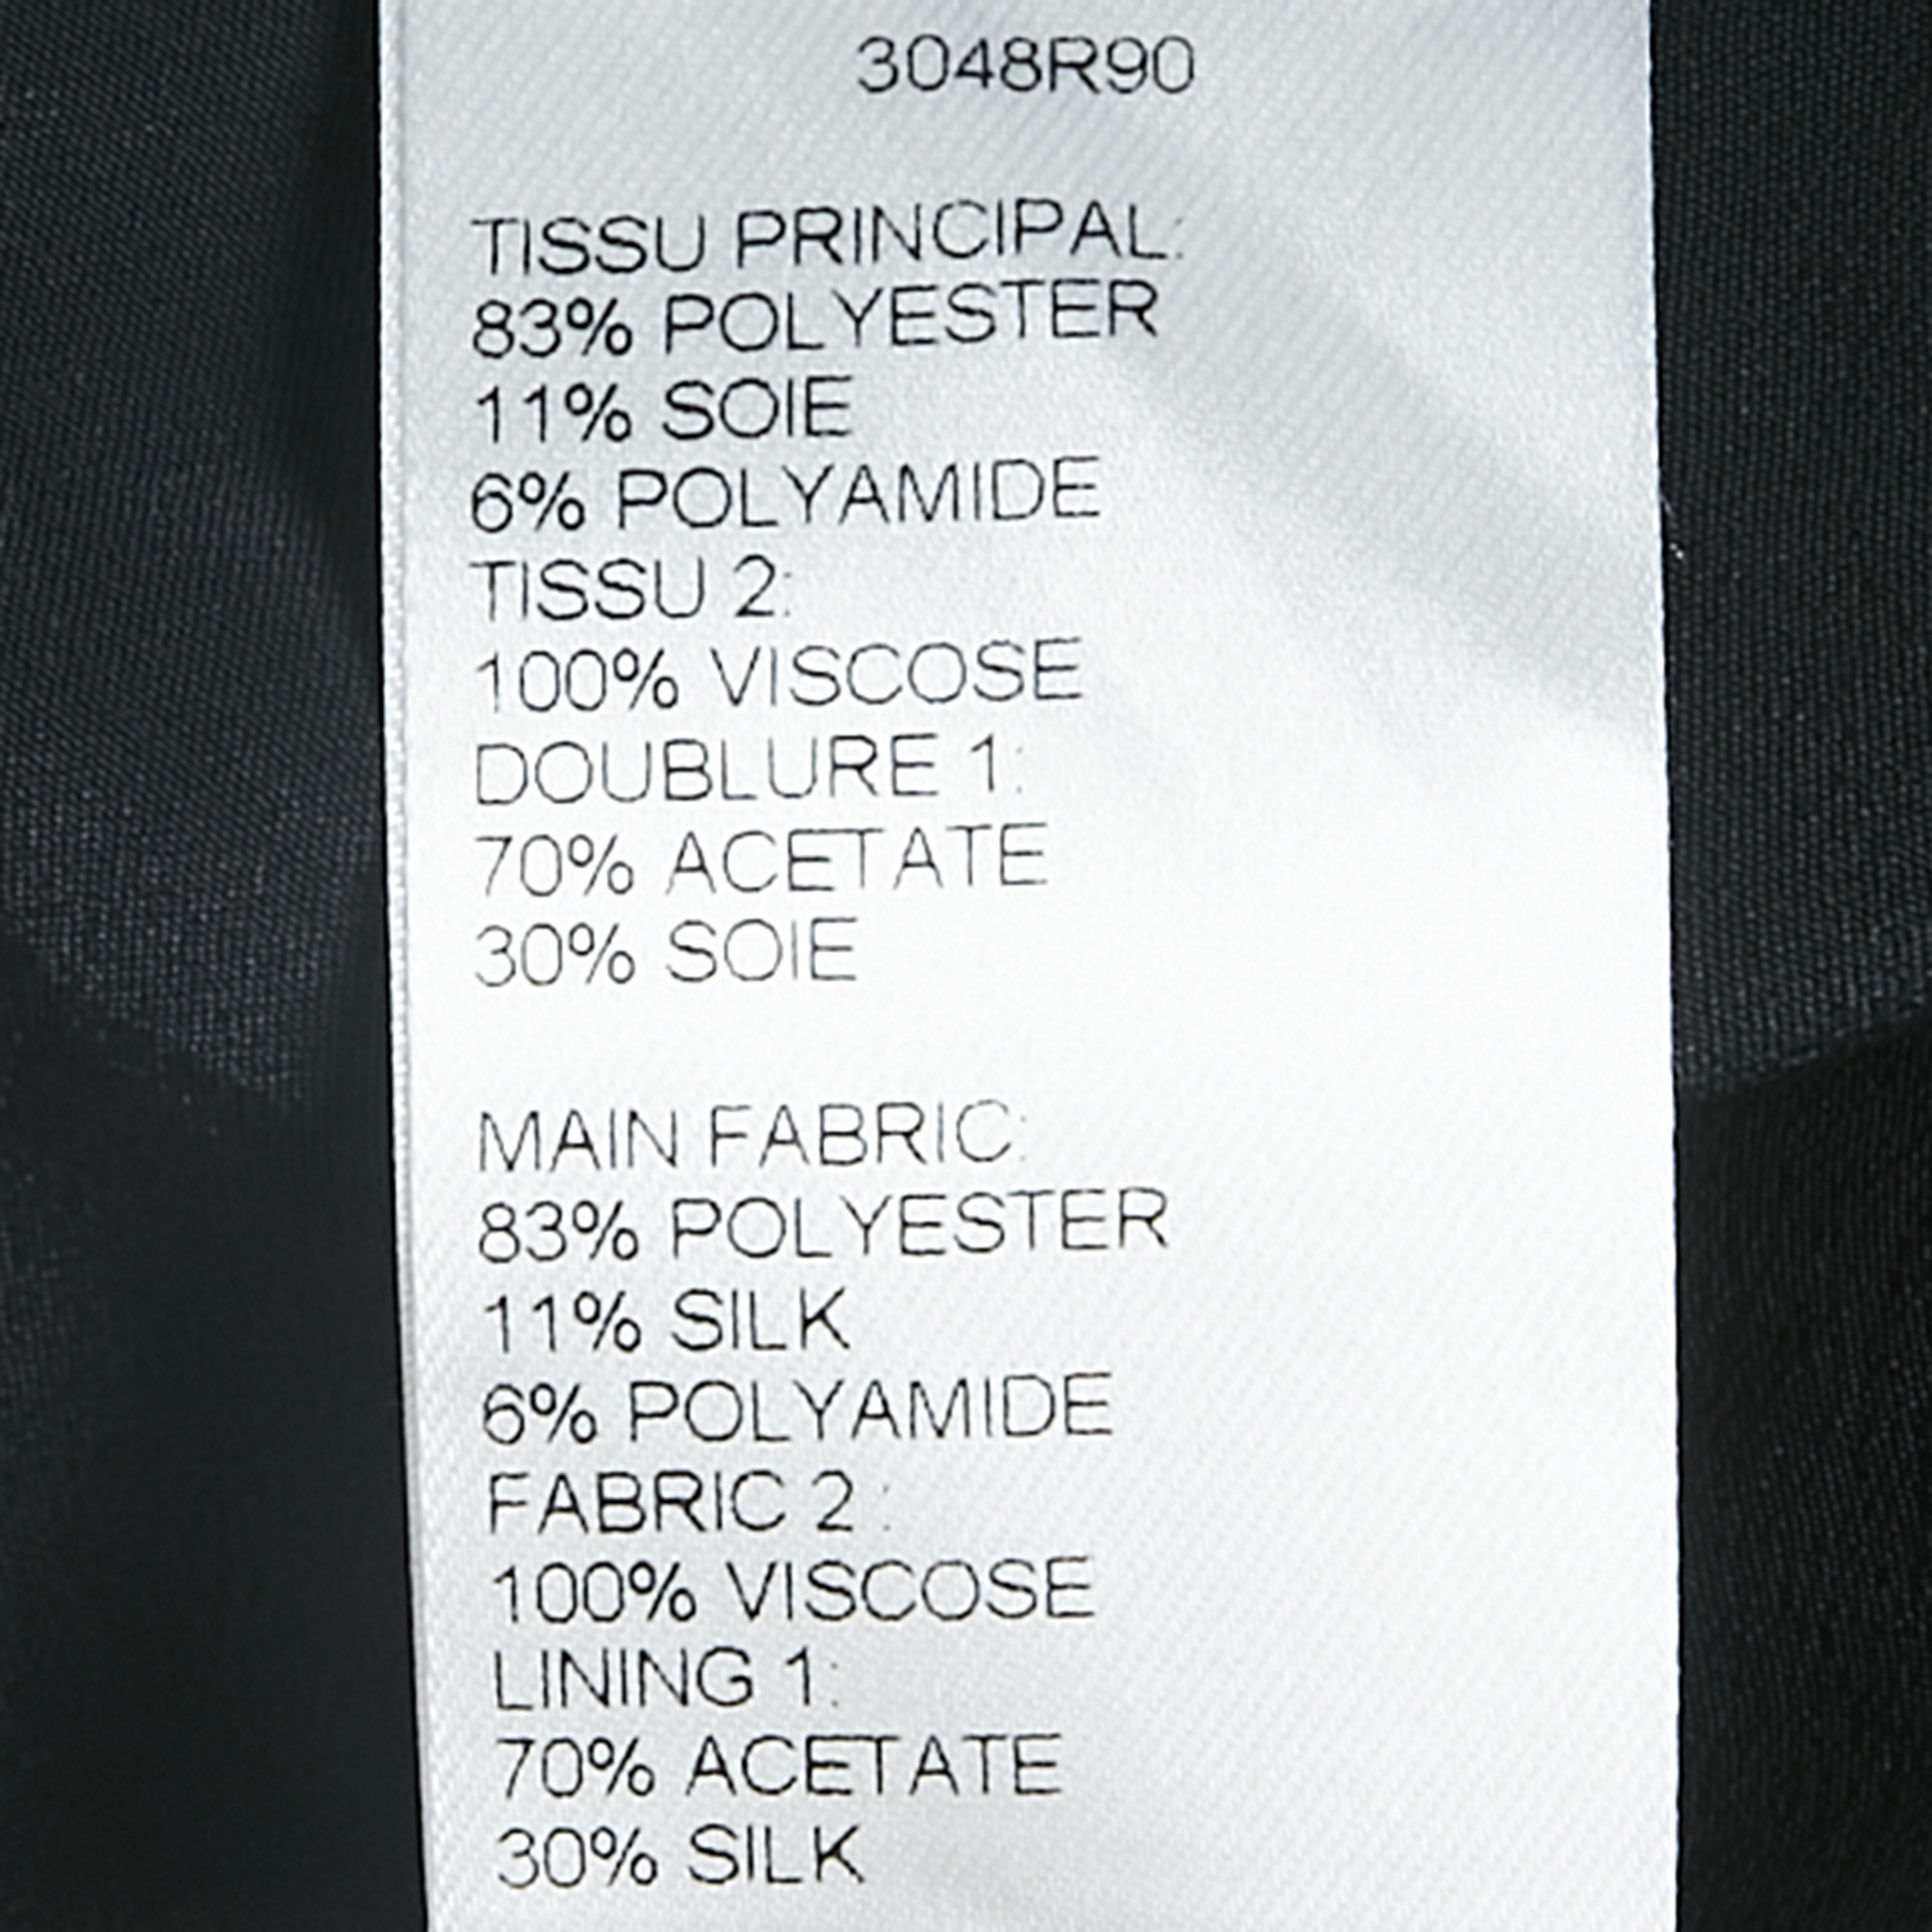 3048R90
TISSU PRINCIPAL:
83% POLYESTER
11% SOIE
6% POLYAMIDE
TISSU 2:
100% VISCOSE
DOUBLURE 1:
70% ACETATE
30% SOIE
MAIN FABRIC:
83% POLYESTER
11% SILK
6% POLYAMIDE
FABRIC 2 :
100% VISCOSE
LINING 1:
70% ACETATE
30% SILK